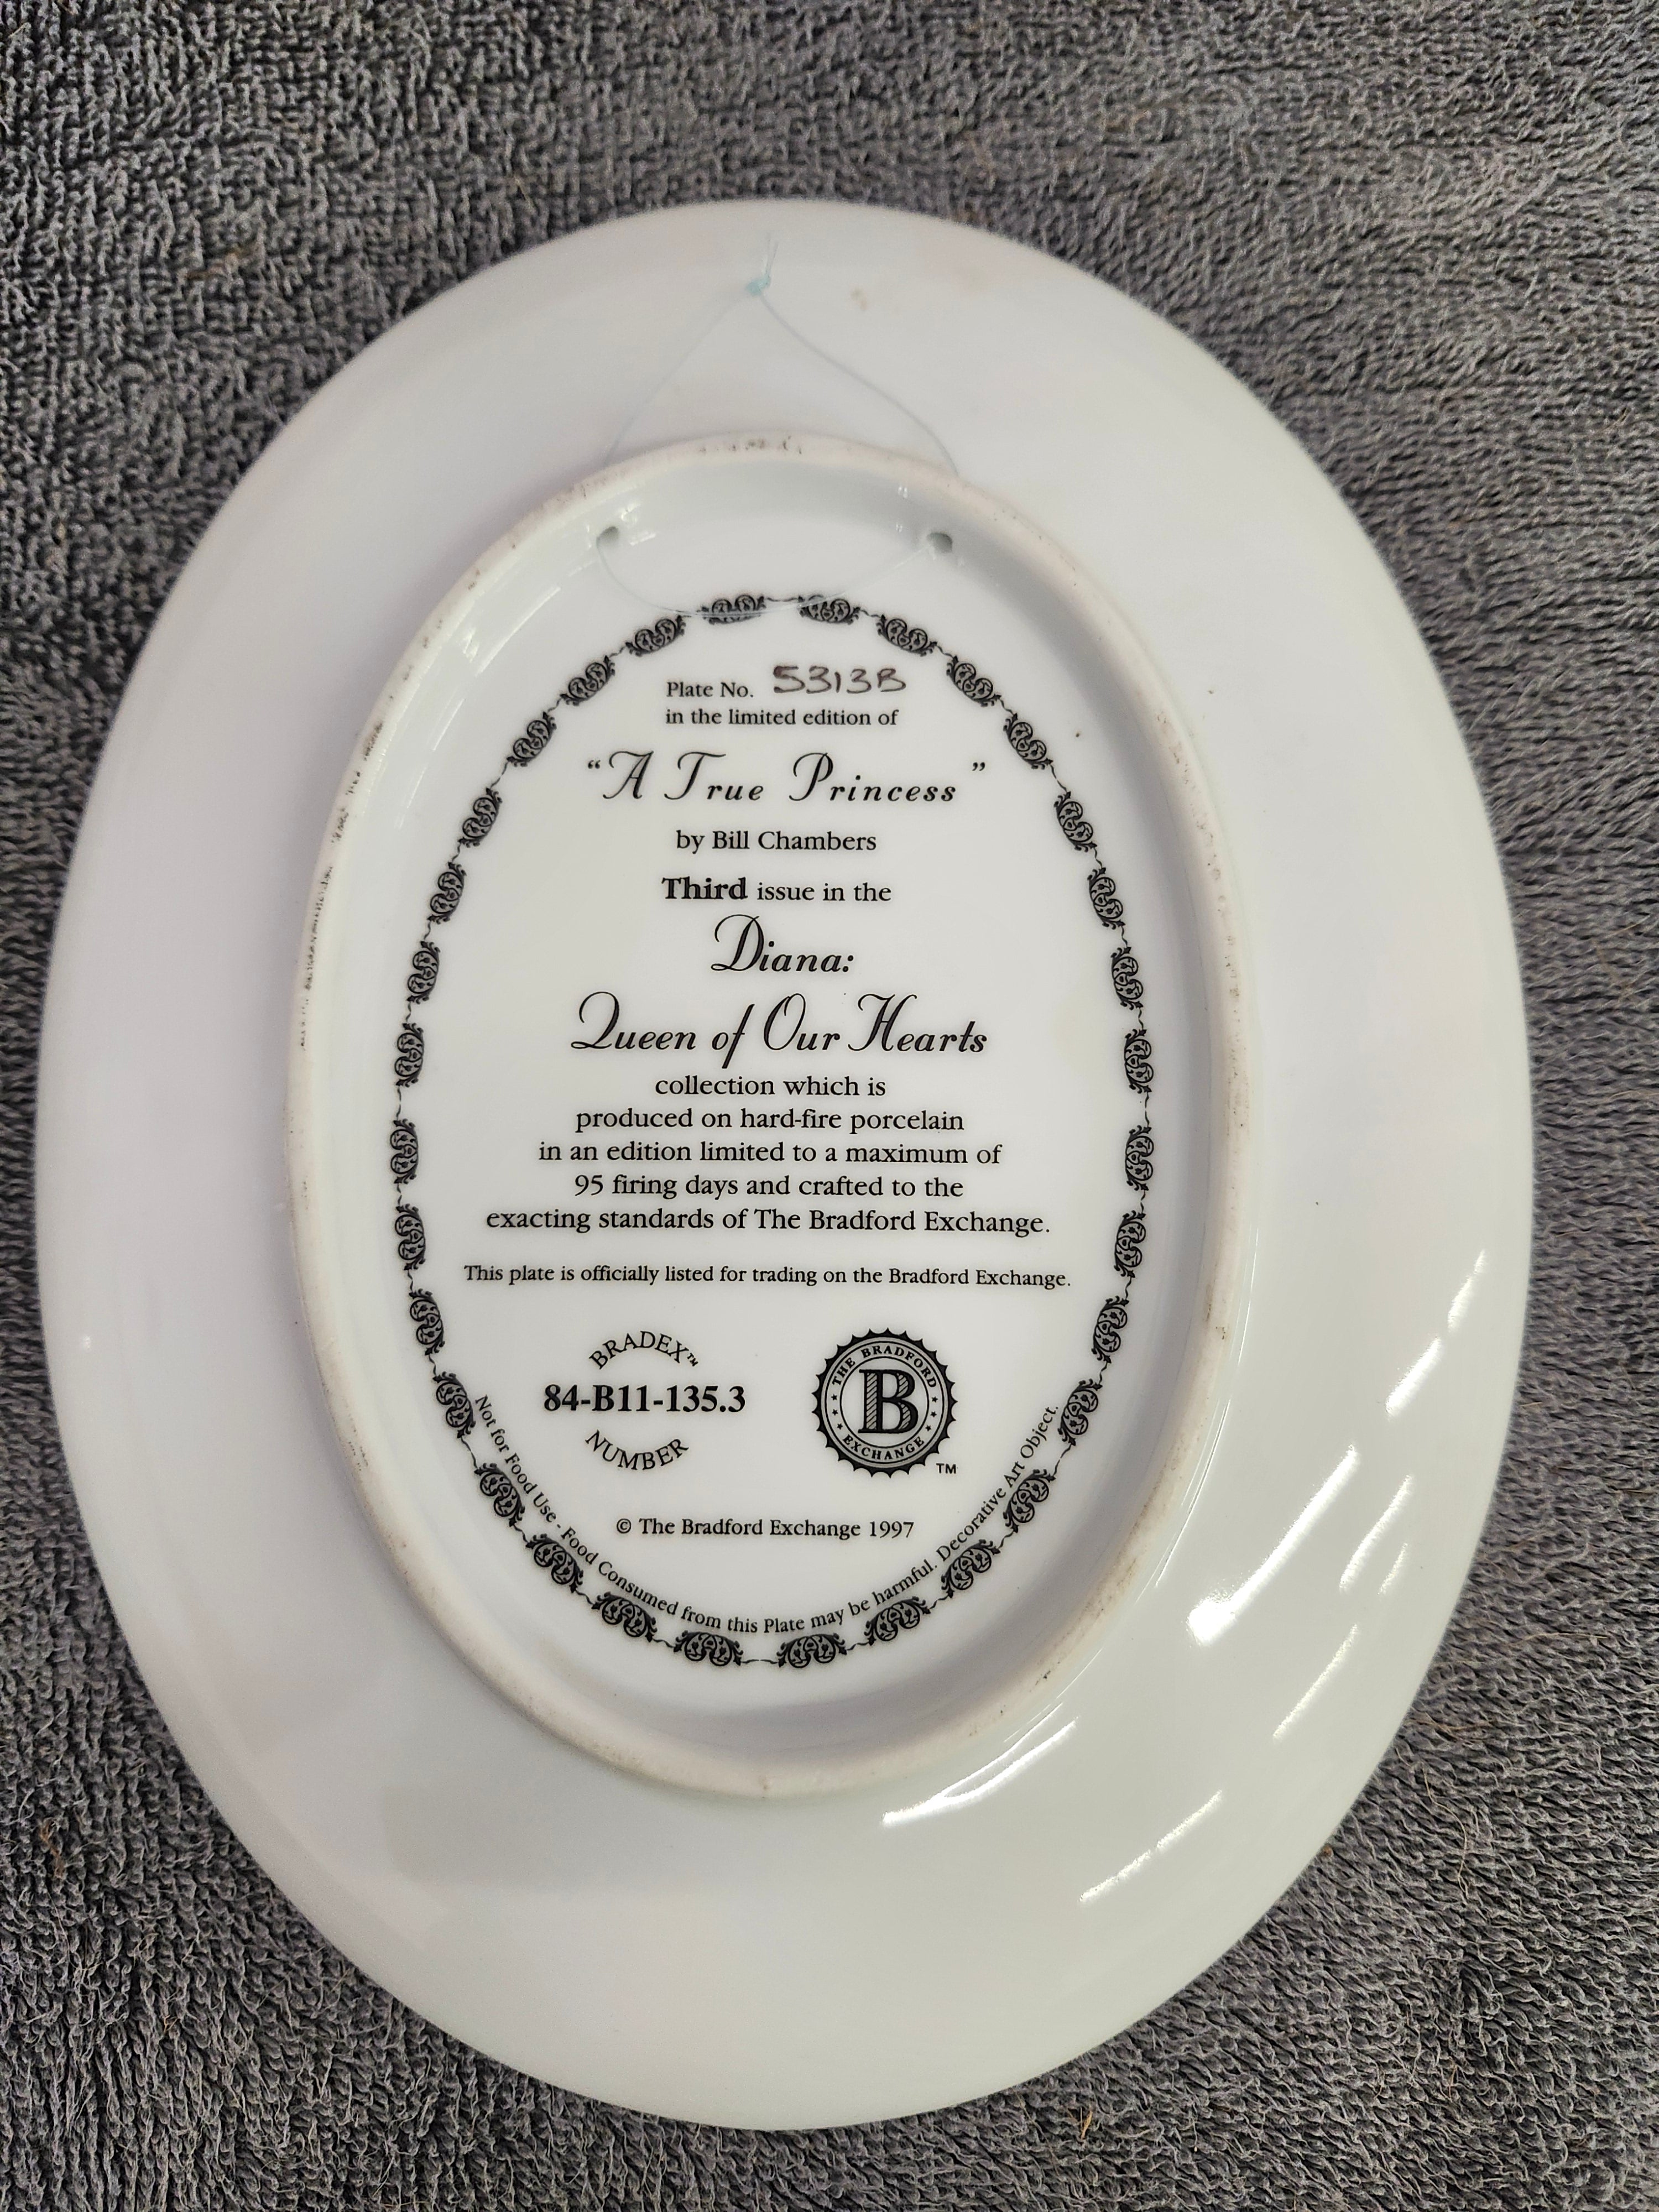 Plate No. 5313B
in the limited edition of
“A True Princess”
by Bill Chambers
Third issue in the
Diana:
Queen of Our Hearts
collection which is
produced on hard-fire porcelain
in an edition limited to a maximum of
95 firing days and crafted to the
exacting standards of The Bradford Exchange.
This plate is officially listed for trading on the Bradford Exchange.
BRADEX™
84-B11-135.3
NUMBER
THE BRADFORD
B
EXCHANGE
TM
© The Bradford Exchange 1997
Not for Food Use - Food Consumed from this Plate may be harmful. Decorative Art Object.